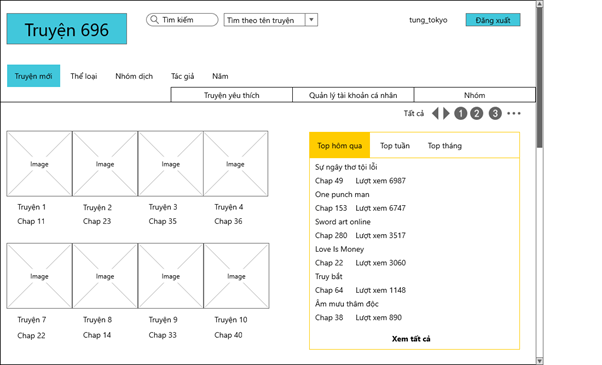 Truyện 696
Tìm kiếm
Tìm theo tên truyện
tung_tokyo
Đăng xuất
Truyện mới Thể loại Nhóm dịch Tác giả Năm
Truyện yêu thích Quản lý tài khoản cá nhân Nhóm
Tất cả 1 2 3
Image Image Image Image
Truyện 1 Truyện 2 Truyện 3 Truyện 4
Chap 11 Chap 23 Chap 35 Chap 36
Image Image Image Image
Truyện 7 Truyện 8 Truyện 9 Truyện 10
Chap 22 Chap 14 Chap 33 Chap 40
Top hôm qua Top tuần Top tháng
Sự ngây thơ tội lỗi
Chap 49 Lượt xem 6987
One punch man
Chap 153 Lượt xem 6747
Sword art online
Chap 280 Lượt xem 3517
Love Is Money
Chap 22 Lượt xem 3060
Truy bắt
Chap 64 Lượt xem 1148
Âm mưu thâm độc
Chap 38 Lượt xem 890
Xem tất cả